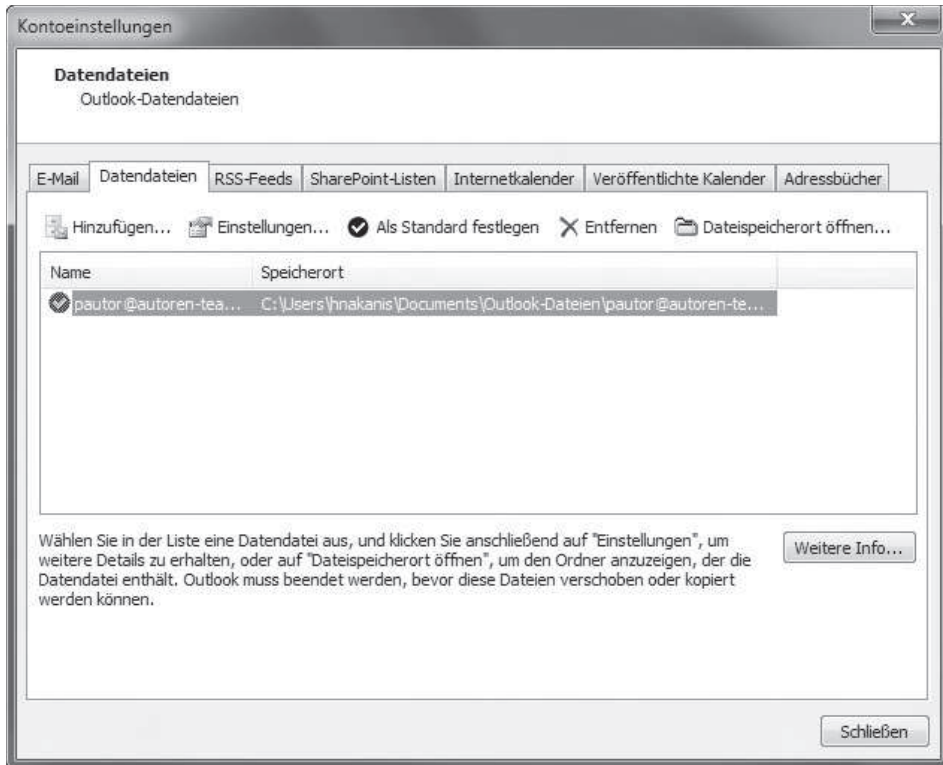 Kontoeinstellungen
Datendateien
Outlook-Datendateien
E-Mail Datendateien RSS-Feeds SharePoint-Listen Internetkalender Veröffentlichte Kalender Adressbücher
Hinzufügen... Einstellungen... Als Standard festlegen Entfernen Dateispeicherort öffnen...
Name Speicherort
pautor@autoren-tea... C:\Users\hnakanis\Documents\Outlook-Dateien\pautor@autoren-te...
Wählen Sie in der Liste eine Datendatei aus, und klicken Sie anschließend auf "Einstellungen", um
weitere Details zu erhalten, oder auf "Dateispeicherort öffnen", um den Ordner anzuzeigen, der die
Datendatei enthält. Outlook muss beendet werden, bevor diese Dateien verschoben oder kopiert
werden können.
Weitere Info...
Schließen